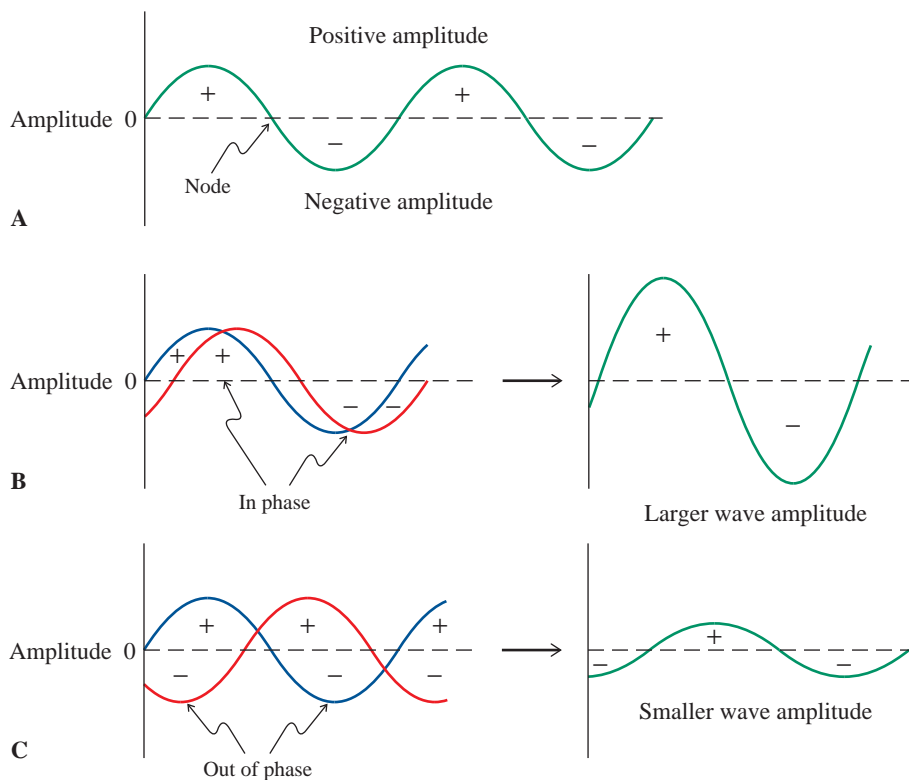 Positive amplitude
+ +
Amplitude 0
− −
Node
Negative amplitude
A
+ +
Amplitude 0
− −
In phase
B
+
−
Larger wave amplitude
+ + +
Amplitude 0
− − −
Out of phase
C
+
− −
Smaller wave amplitude